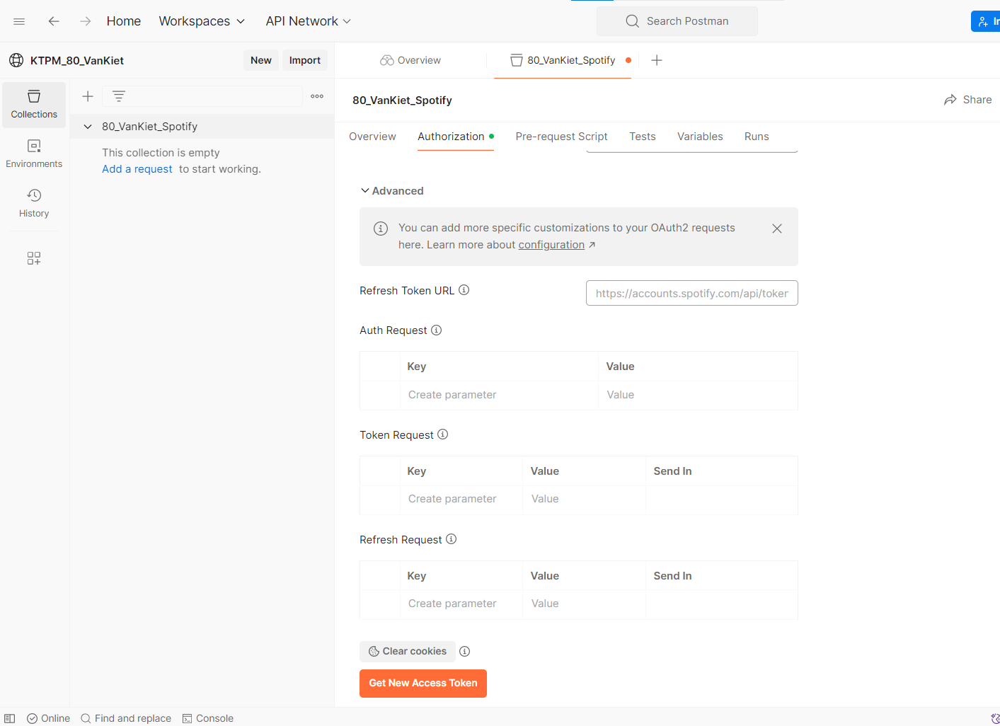 Home
Workspaces
API Network
Search Postman
KTPM_80_VanKiet
New
Import
Overview
80_VanKiet_Spotify
Collections
Environments
History
80_VanKiet_Spotify
This collection is empty
Add a request to start working.
80_VanKiet_Spotify
Share
Overview
Authorization
Pre-request Script
Tests
Variables
Runs
Advanced
You can add more specific customizations to your OAuth2 requests
here. Learn more about configuration
Refresh Token URL
https://accounts.spotify.com/api/token
Auth Request
Key Value
Create parameter Value
Token Request
Key Value Send In
Create parameter Value
Refresh Request
Key Value Send In
Create parameter Value
Clear cookies
Get New Access Token
Online
Find and replace
Console